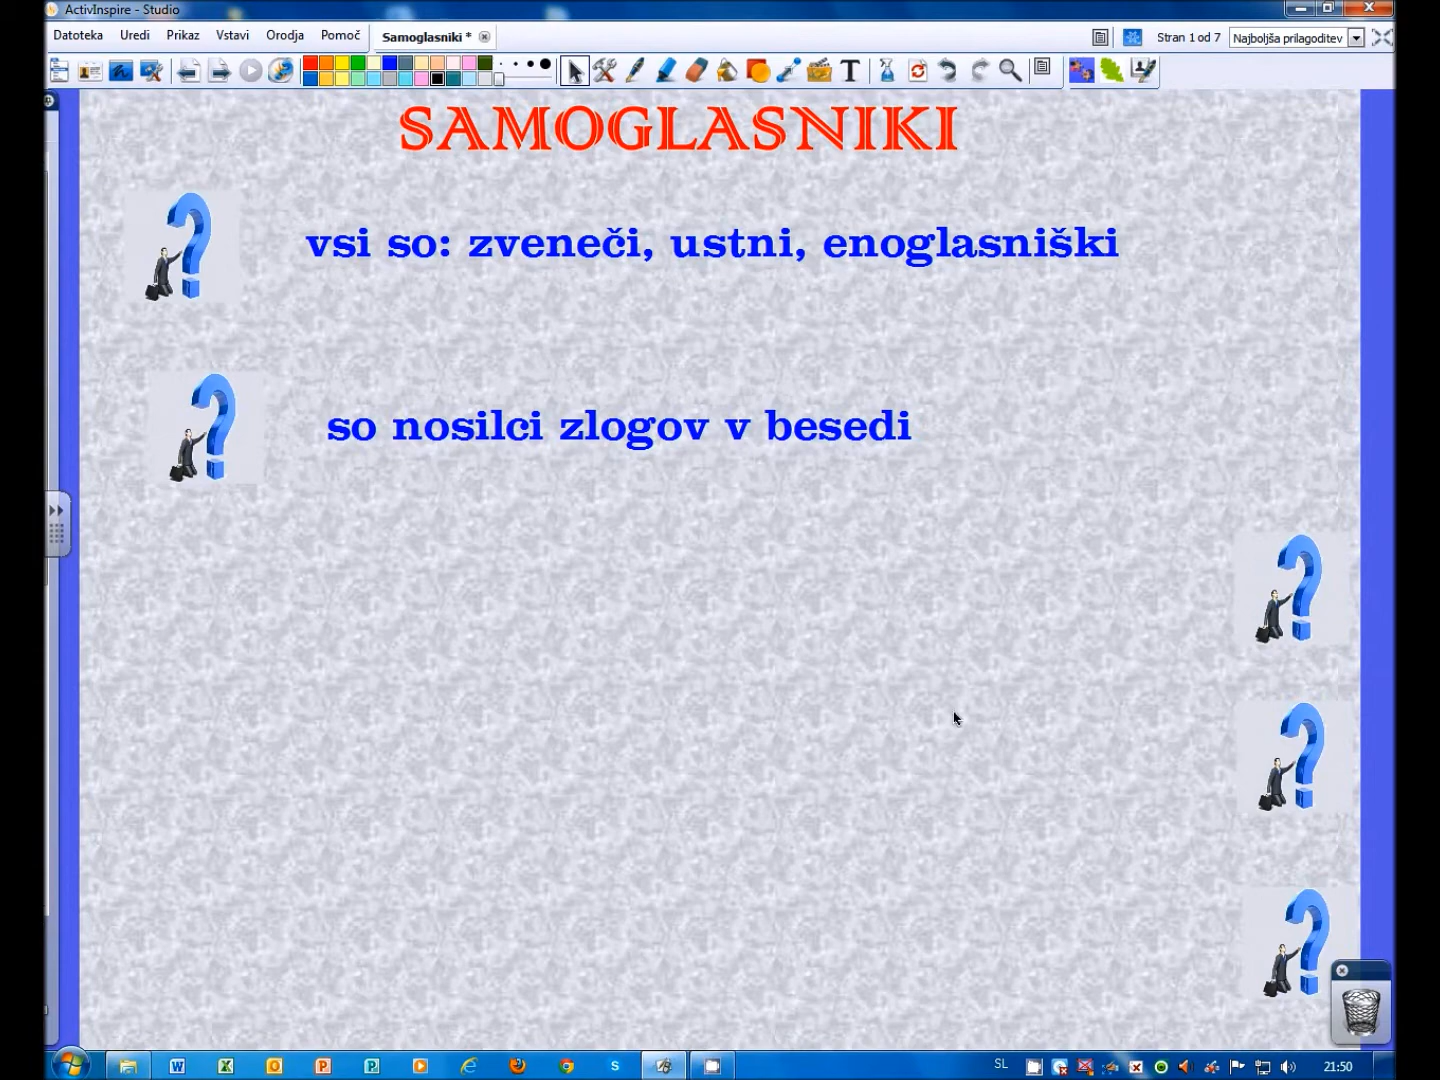 ActivInspire - Studio
Datoteka Uredi Prikaz Vstavi Orodja Pomoč Samoglasniki * Stran 1 od 7 Najboljša prilagoditev
SAMOGLASNIKI
vsi so: zveneči, ustni, enoglasniški
so nosilci zlogov v besedi
SL 21:50